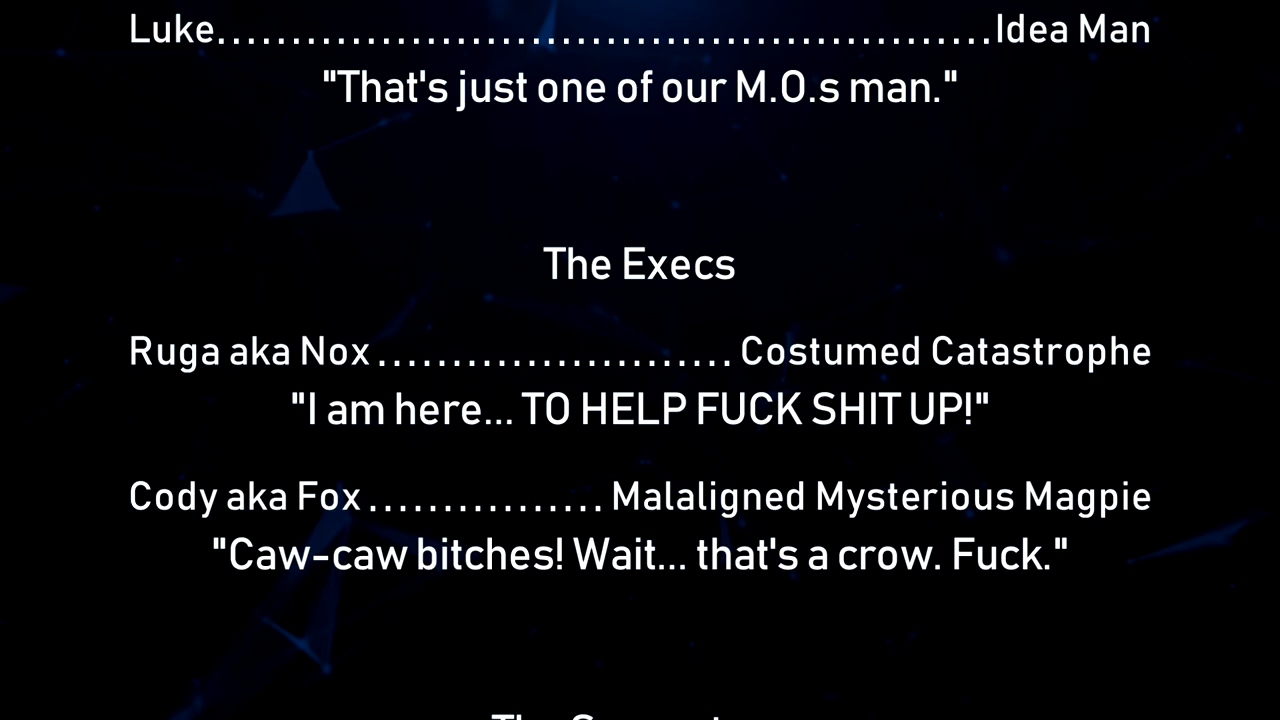 Luke.....................................................Idea Man
"That's just one of our M.O.s man."
The Execs
Ruga aka Nox........................Costumed Catastrophe
"I am here... TO HELP FUCK SHIT UP!"
Cody aka Fox................Malaligned Mysterious Magpie
"Caw-caw bitches! Wait... that's a crow. Fuck."
The